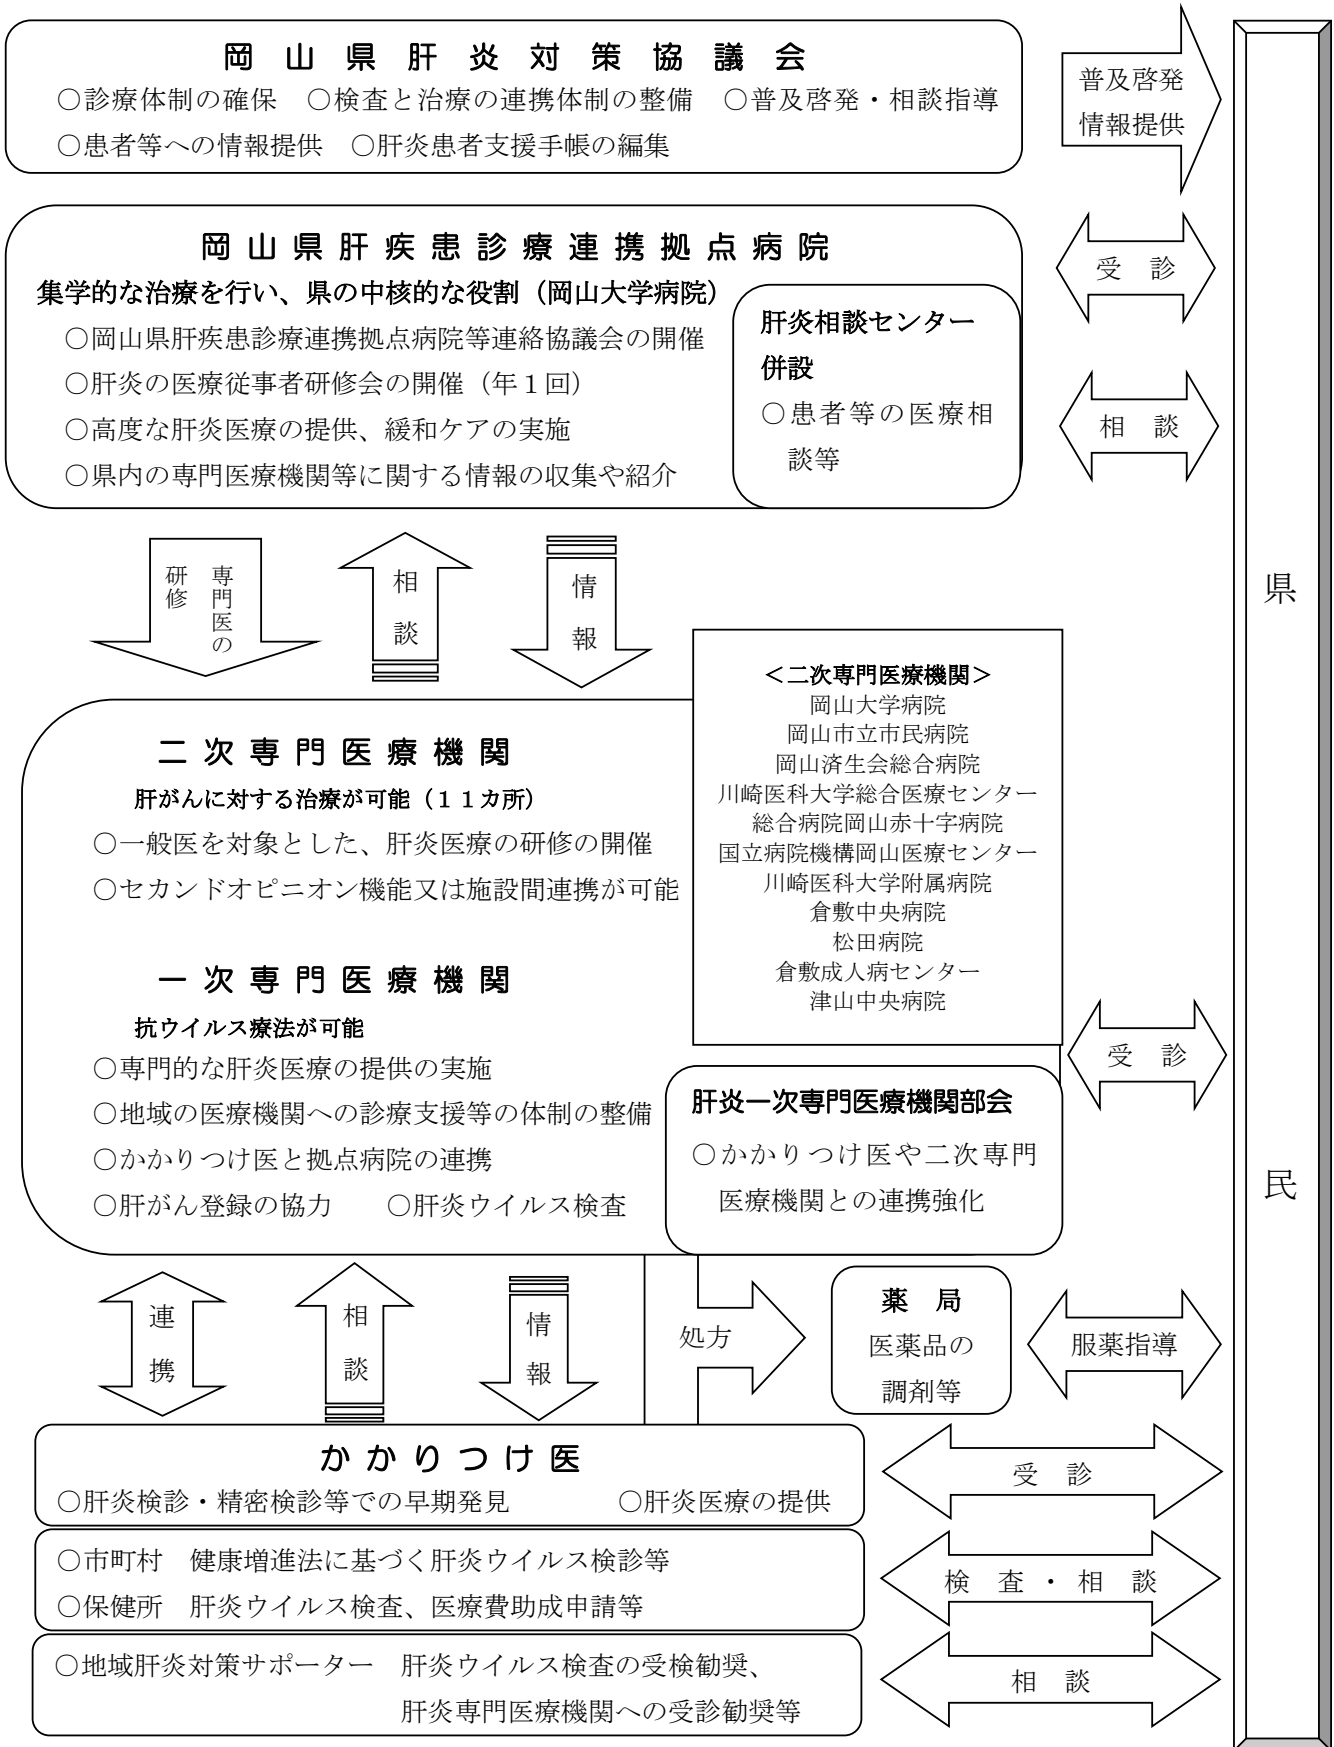 岡山県肝炎対策協議会
○診療体制の確保　○検査と治療の連携体制の整備　○普及啓発・相談指導
○患者等への情報提供　○肝炎患者支援手帳の編集
普及啓発
情報提供
岡山県肝疾患診療連携拠点病院
集学的な治療を行い、県の中核的な役割（岡山大学病院）
○岡山県肝疾患診療連携拠点病院等連絡協議会の開催
○肝炎の医療従事者研修会の開催（年１回）
○高度な肝炎医療の提供、緩和ケアの実施
○県内の専門医療機関等に関する情報の収集や紹介
肝炎相談センター
併設
○患者等の医療相
談等
受　診
相　談
専門医の
研修
相談
情報
二次専門医療機関
肝がんに対する治療が可能（１１カ所）
○一般医を対象とした、肝炎医療の研修の開催
○セカンドオピニオン機能又は施設間連携が可能
＜二次専門医療機関＞
岡山大学病院
岡山市立市民病院
岡山済生会総合病院
川崎医科大学総合医療センター
総合病院岡山赤十字病院
国立病院機構岡山医療センター
川崎医科大学附属病院
倉敷中央病院
松田病院
倉敷成人病センター
津山中央病院
一次専門医療機関
抗ウイルス療法が可能
○専門的な肝炎医療の提供の実施
○地域の医療機関への診療支援等の体制の整備
○かかりつけ医と拠点病院の連携
○肝がん登録の協力　　○肝炎ウイルス検査
肝炎一次専門医療機関部会
○かかりつけ医や二次専門
医療機関との連携強化
受　診
県民
連携
相談
情報
処方
薬　局
医薬品の
調剤等
服薬指導
かかりつけ医
○肝炎検診・精密検診等での早期発見　　　　○肝炎医療の提供
受　診
○市町村　健康増進法に基づく肝炎ウイルス検診等
○保健所　肝炎ウイルス検査、医療費助成申請等
検　査・相　談
○地域肝炎対策サポーター　肝炎ウイルス検査の受検勧奨、
肝炎専門医療機関への受診勧奨等
相　談